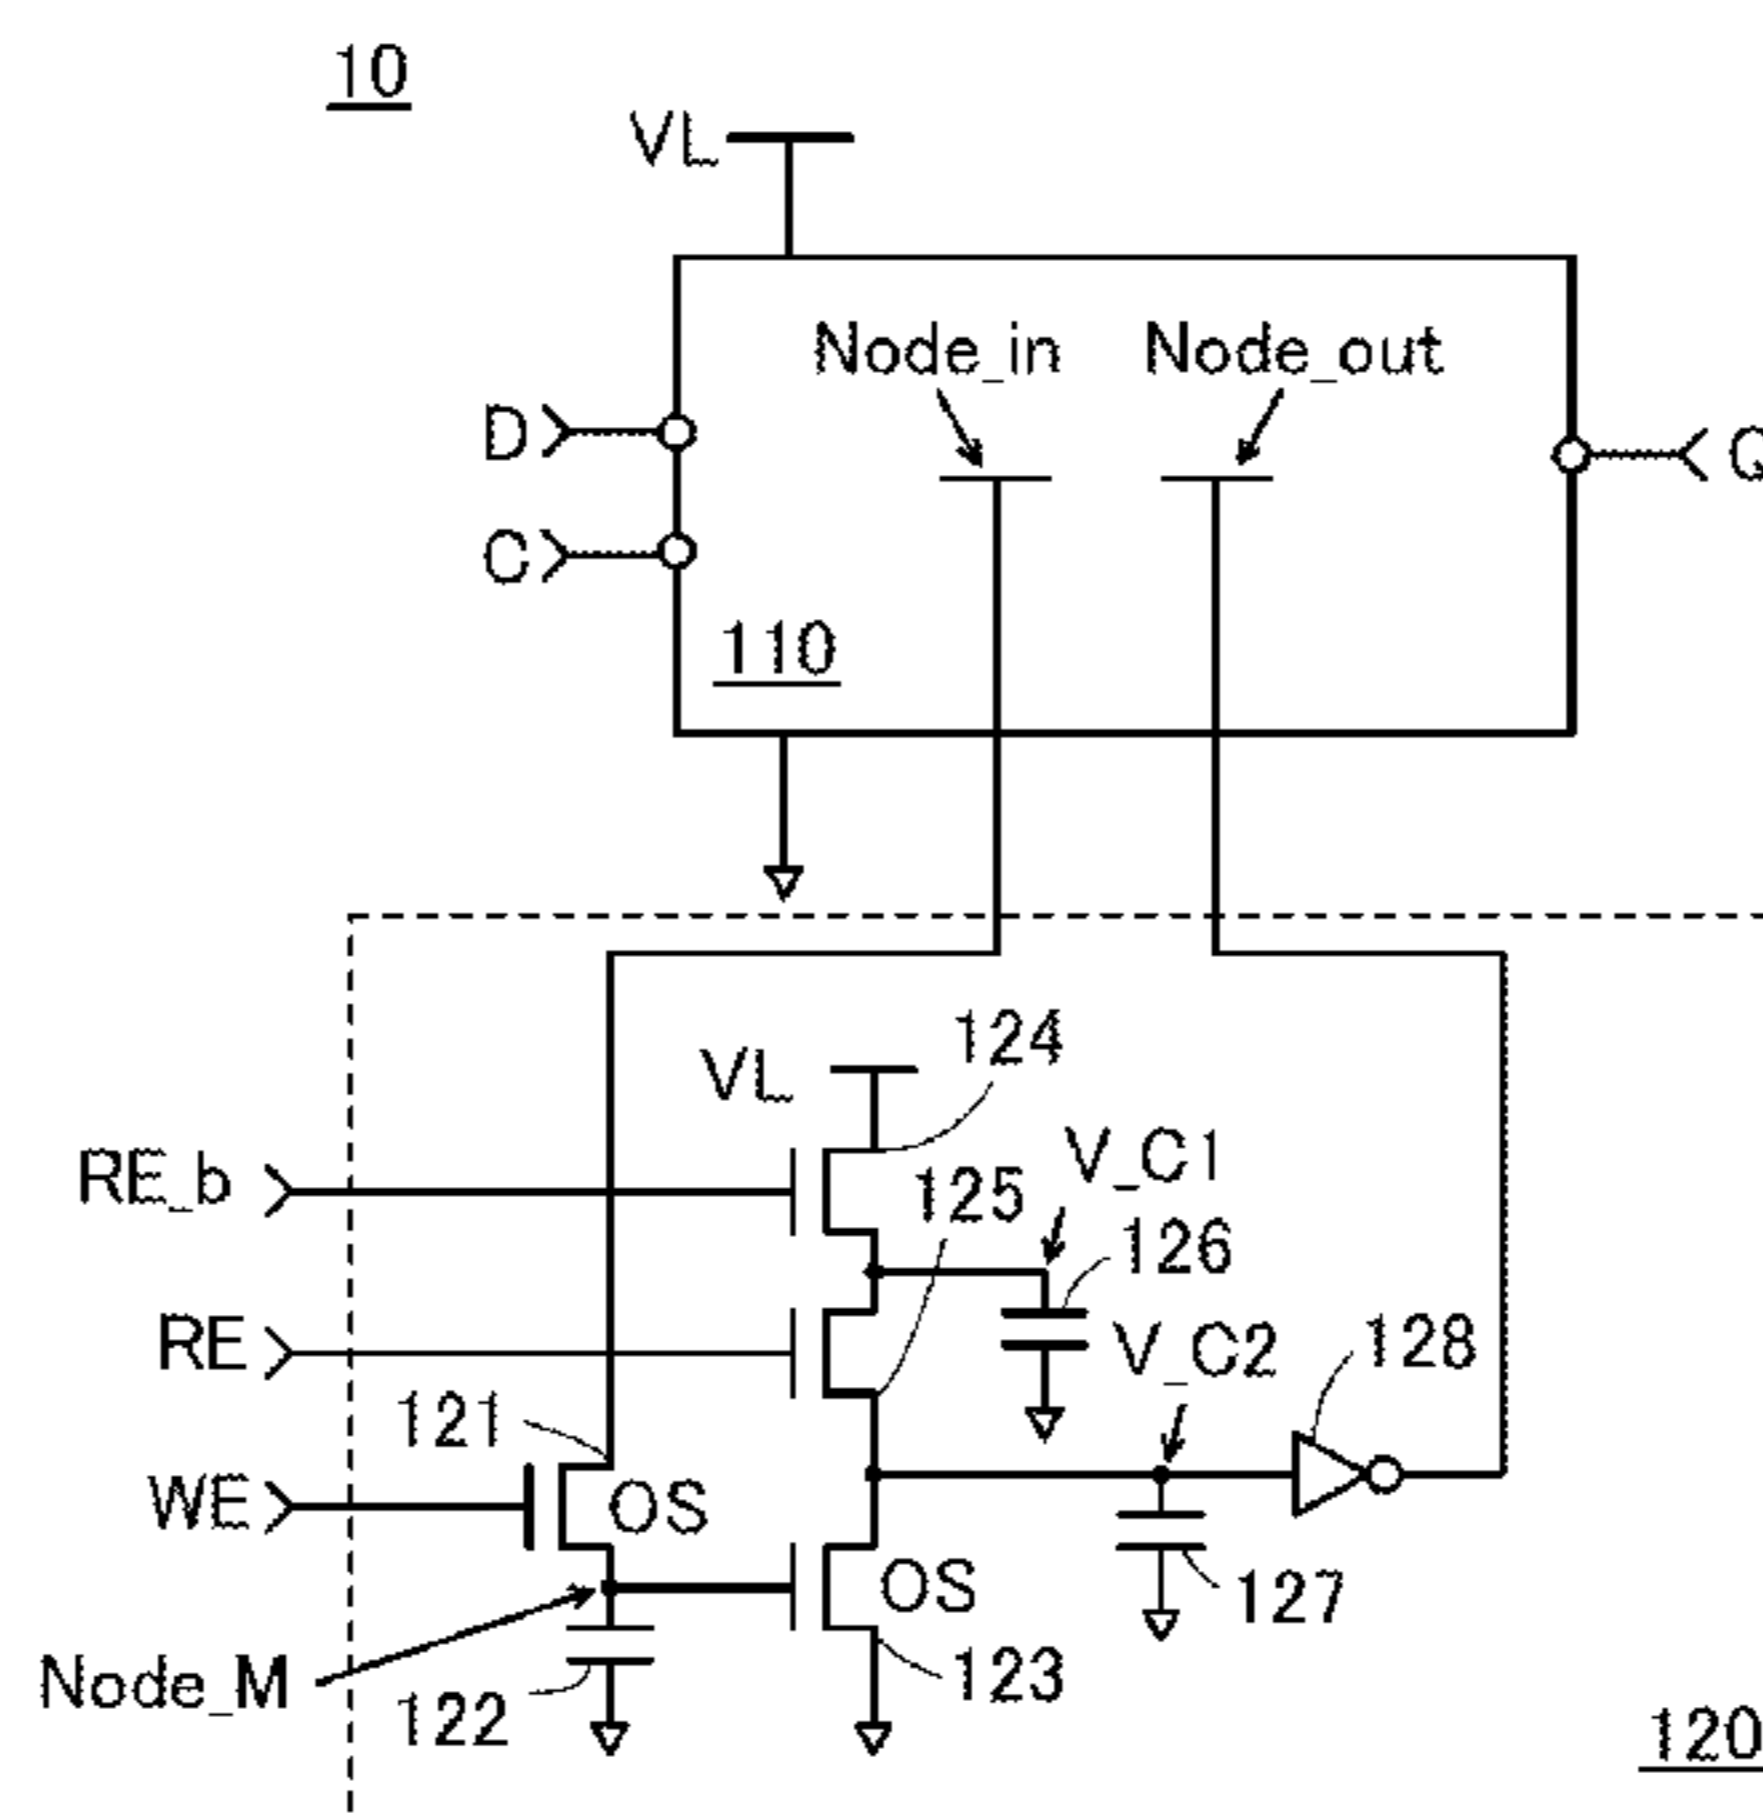 10
VL
Node_in Node_out
D
Q
C
110
124
VL
V_C1
RE_b
125
126
RE
V_C2
128
121
WE
OS
OS
127
Node_M
122
123
120